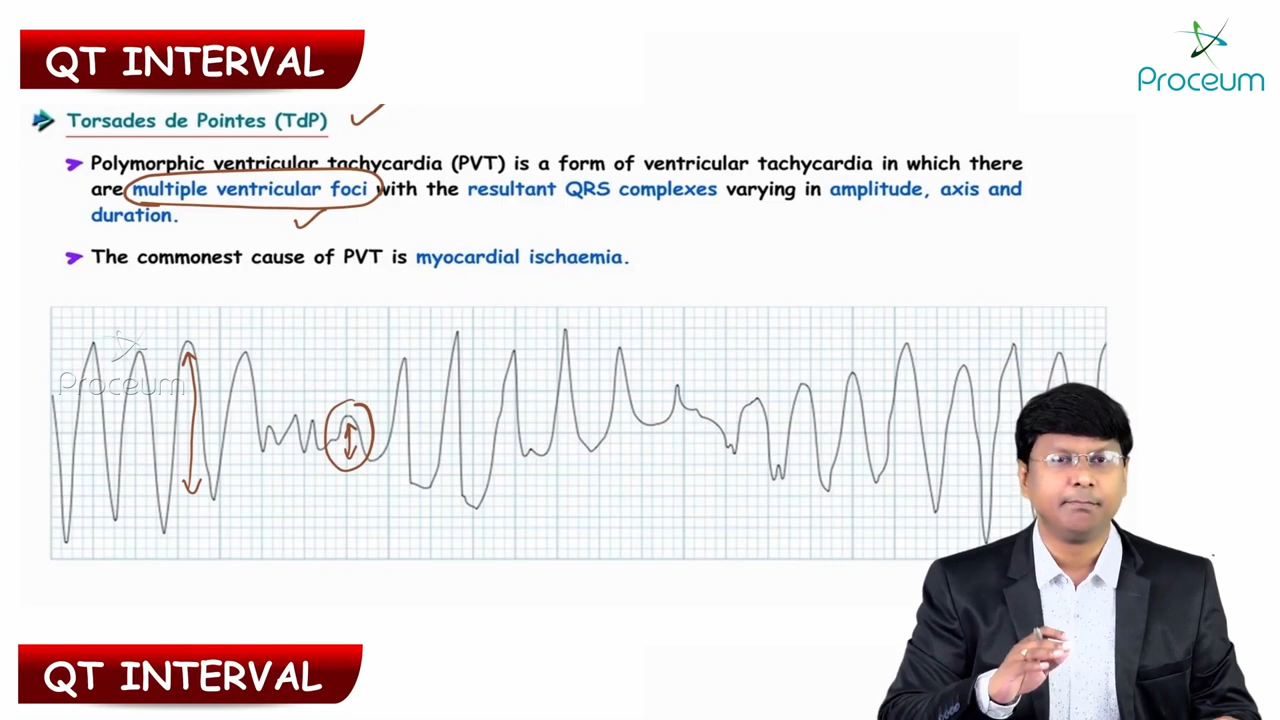 QT INTERVAL
Proceum
Torsades de Pointes (TdP)
Polymorphic ventricular tachycardia (PVT) is a form of ventricular tachycardia in which there
are multiple ventricular foci with the resultant QRS complexes varying in amplitude, axis and
duration.
The commonest cause of PVT is myocardial ischaemia.
Proceum
QT INTERVAL